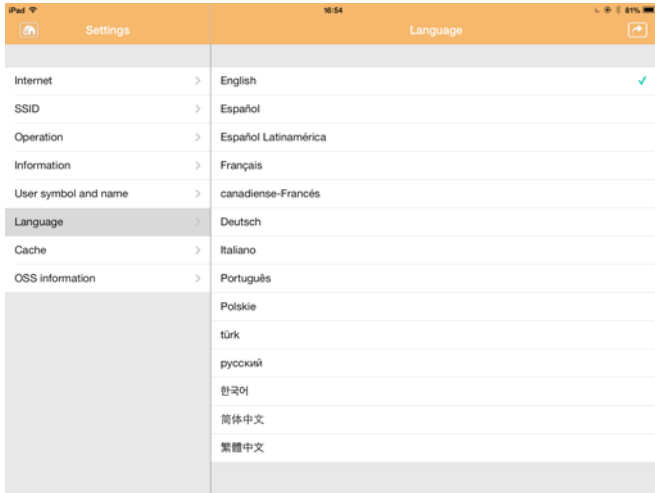 iPad
16:54
81%
Settings
Language
Internet
SSID
Operation
Information
User symbol and name
Language
Cache
OSS information
English
Español
Español Latinamérica
Français
canadiense-Francés
Deutsch
Italiano
Português
Polskie
türk
русский
한국어
简体中文
繁體中文